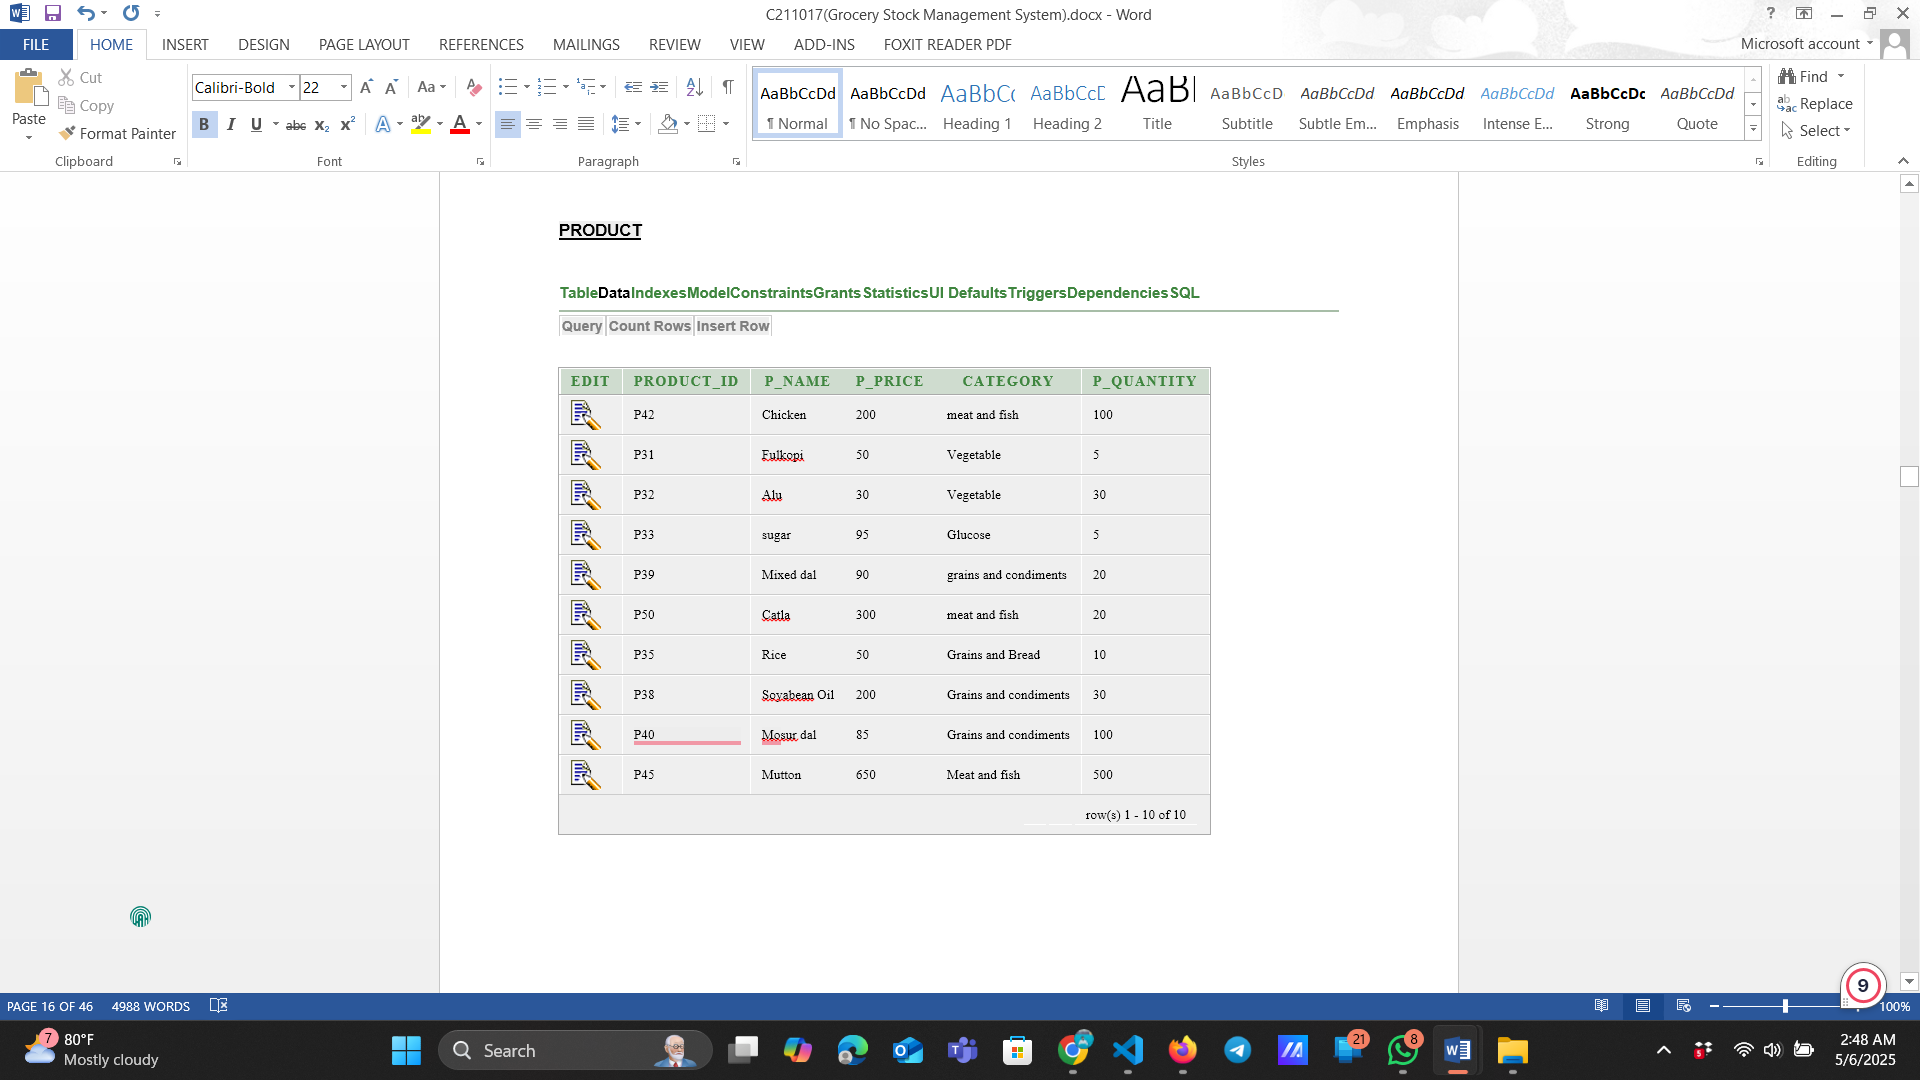 C211017(Grocery Stock Management System).docx - Word
FILE HOME INSERT DESIGN PAGE LAYOUT REFERENCES MAILINGS REVIEW VIEW ADD-INS FOXIT READER PDF Microsoft account
Paste
Cut
Copy
Format Painter
Clipboard
Calibri-Bold 22
Font
Paragraph
AaBbCcDd AaBbCcDd AaBbCc AaBbCcD AaBl AaBbCcD AaBbCcDd AaBbCcDd AaBbCcDd AaBbCcDc AaBbCcDd
¶ Normal ¶ No Spac... Heading 1 Heading 2 Title Subtitle Subtle Em... Emphasis Intense E... Strong Quote
Styles
Find
Replace
Select
Editing
PRODUCT
TableDataIndexesModelConstraintsGrants StatisticsUI DefaultsTriggersDependencies SQL
Query Count Rows Insert Row
EDIT PRODUCT_ID P_NAME P_PRICE CATEGORY P_QUANTITY
P42 Chicken 200 meat and fish 100
P31 Fulkopi 50 Vegetable 5
P32 Alu 30 Vegetable 30
P33 sugar 95 Glucose 5
P39 Mixed dal 90 grains and condiments 20
P50 Catla 300 meat and fish 20
P35 Rice 50 Grains and Bread 10
P38 Soyabean Oil 200 Grains and condiments 30
P40 Mosur dal 85 Grains and condiments 100
P45 Mutton 650 Meat and fish 500
row(s) 1 - 10 of 10
9
PAGE 16 OF 46 4988 WORDS 100%
7 80°F
Mostly cloudy
Search
21
8
5
2:48 AM
5/6/2025